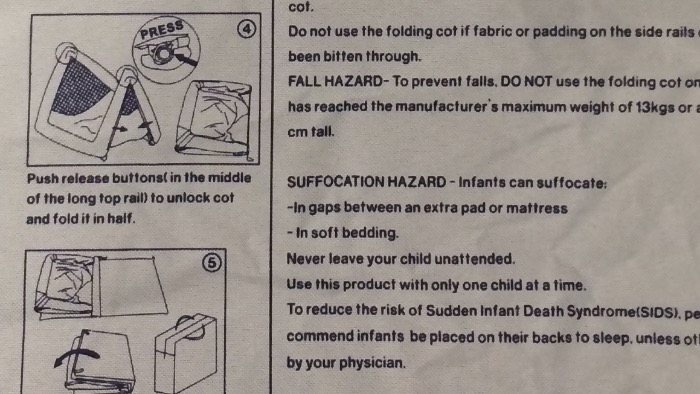 PRESS
4
Push release buttons( in the middle
of the long top rail) to unlock cot
and fold it in half.
5
cot.
Do not use the folding cot if fabric or padding on the side rails
been bitten through.
FALL HAZARD- To prevent falls, DO NOT use the folding cot on
has reached the manufacturer's maximum weight of 13kgs or
cm tall.
SUFFOCATION HAZARD - Infants can suffocate:
-In gaps between an extra pad or mattress
- In soft bedding.
Never leave your child unattended.
Use this product with only one child at a time.
To reduce the risk of Sudden Infant Death Syndrome(SIDS), pe
commend infants be placed on their backs to sleep, unless ot
by your physician.